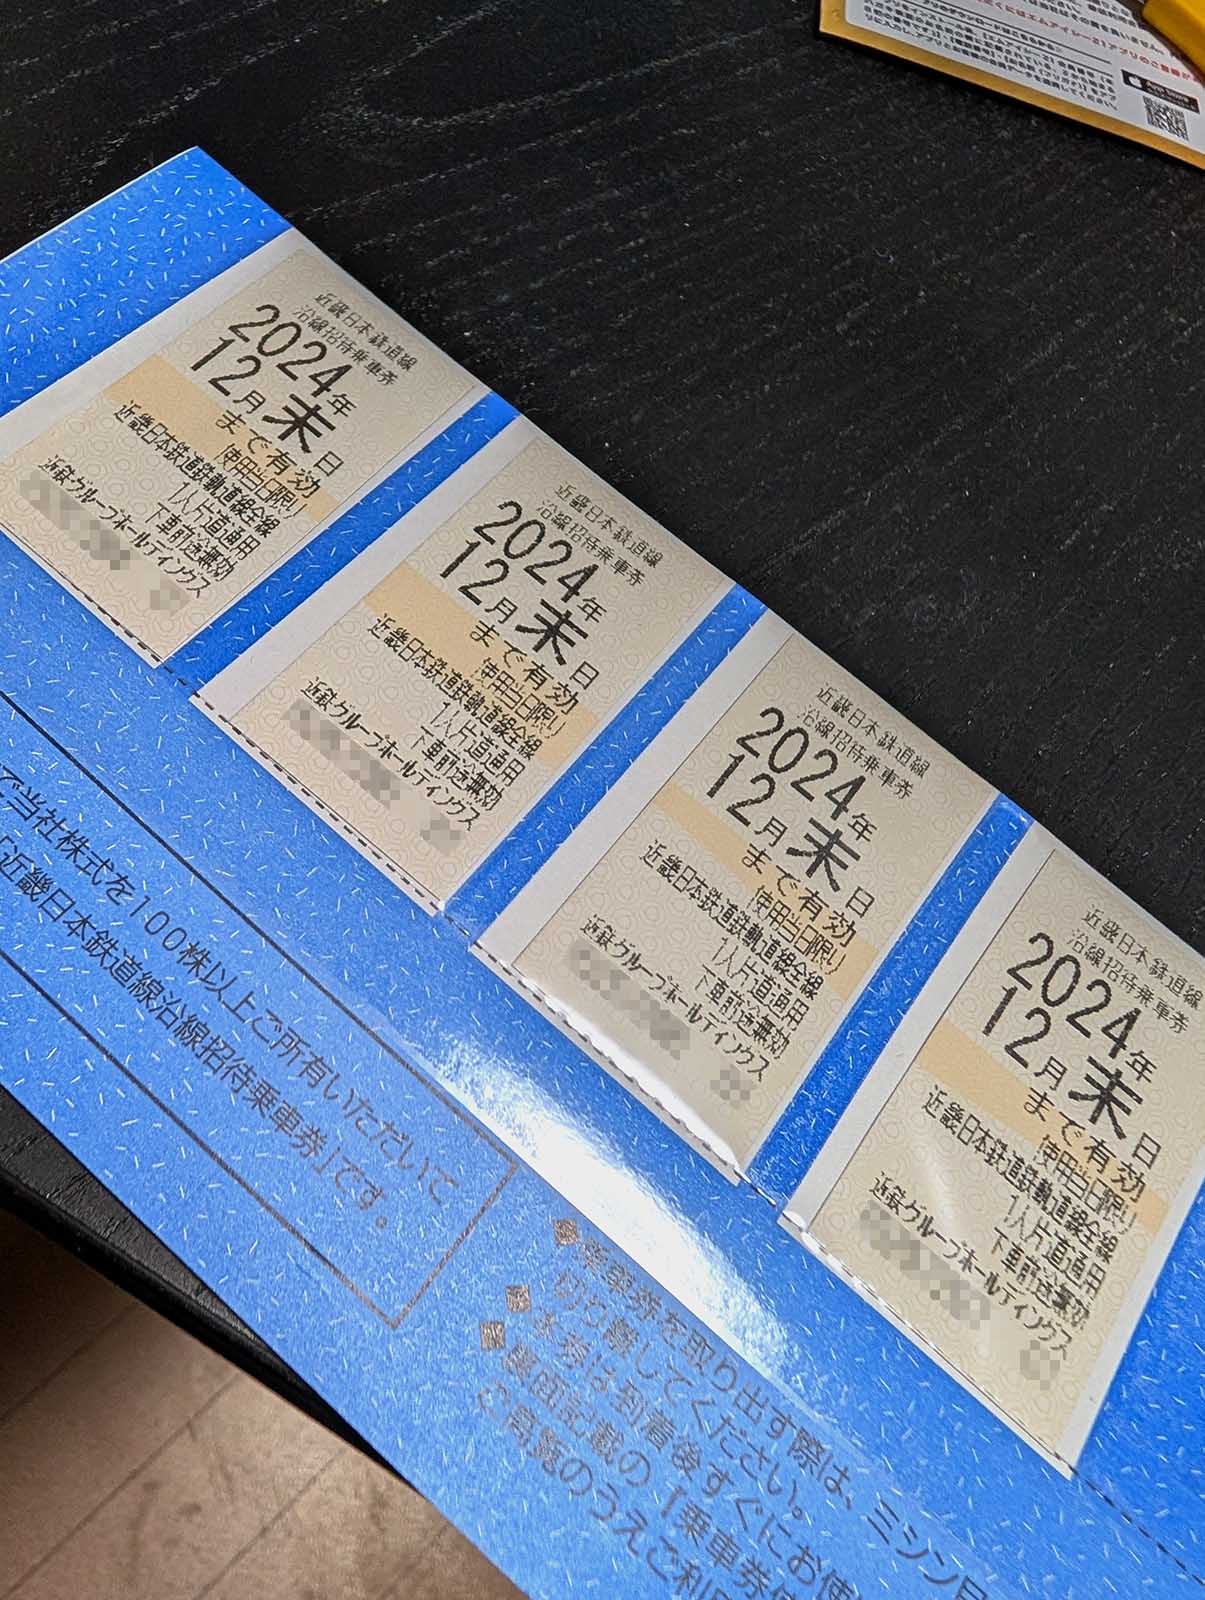 近畿日本鉄道線
沿線招待乗車券
2024年
12月末日
まで有効
使用当日限り
近畿日本鉄道鉄軌道線全線
1人片道通用
下車前途無効
近鉄グループホールディングス
近畿日本鉄道線
沿線招待乗車券
2024年
12月末日
まで有効
使用当日限り
近畿日本鉄道鉄軌道線全線
1人片道通用
下車前途無効
近鉄グループホールディングス
近畿日本鉄道線
沿線招待乗車券
2024年
12月末日
まで有効
使用当日限り
近畿日本鉄道鉄軌道線全線
1人片道通用
下車前途無効
近鉄グループホールディングス
近畿日本鉄道線
沿線招待乗車券
2024年
12月末日
まで有効
使用当日限り
近畿日本鉄道鉄軌道線全線
1人片道通用
下車前途無効
近鉄グループホールディングス
で当社株式を100株以上ご所有いただいて
「近畿日本鉄道線沿線招待乗車券」です。
◆乗車券を取り出す際は、ミシン目
切り離してください。
◆本券は到着後すぐにお使
◆裏面記載の「乗車券使
ご高覧のうえご利用